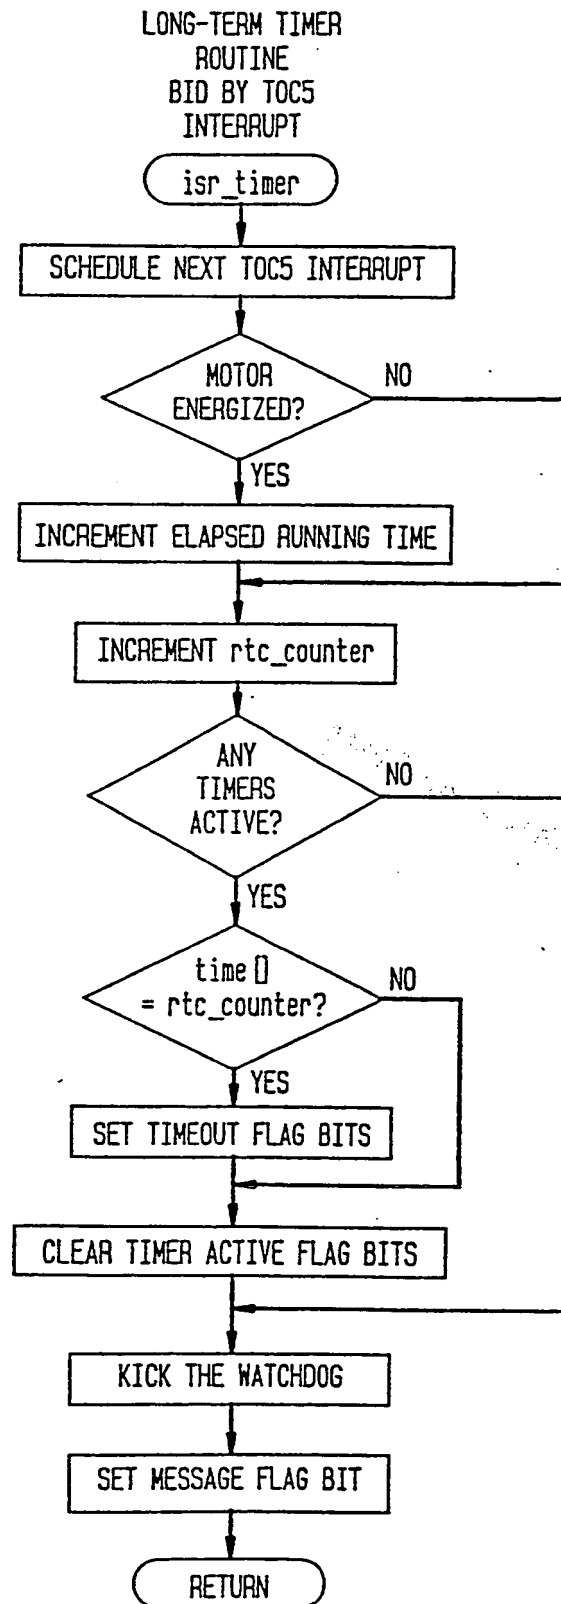 LONG-TERM TIMER
ROUTINE
BID BY TOC5
INTERRUPT
isr_timer
SCHEDULE NEXT TOC5 INTERRUPT
MOTOR
ENERGIZED?
NO
YES
INCREMENT ELAPSED RUNNING TIME
INCREMENT rtc_counter
ANY
TIMERS
ACTIVE?
NO
YES
time[]
= rtc_counter?
NO
YES
SET TIMEOUT FLAG BITS
CLEAR TIMER ACTIVE FLAG BITS
KICK THE WATCHDOG
SET MESSAGE FLAG BIT
RETURN